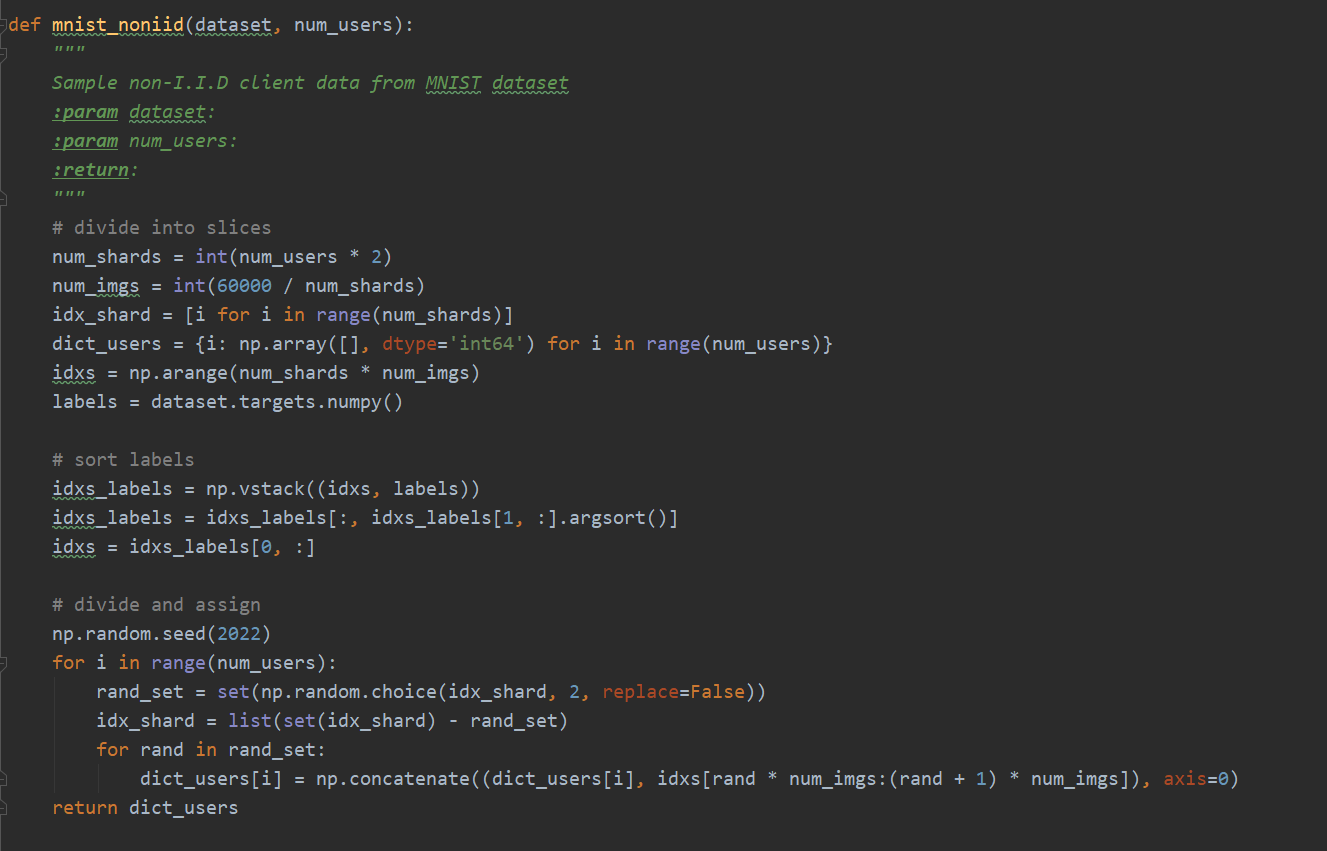 def mnist_noniid(dataset, num_users):
    """
    Sample non-I.I.D client data from MNIST dataset
    :param dataset:
    :param num_users:
    :return:
    """
    # divide into slices
    num_shards = int(num_users * 2)
    num_imgs = int(60000 / num_shards)
    idx_shard = [i for i in range(num_shards)]
    dict_users = {i: np.array([], dtype='int64') for i in range(num_users)}
    idxs = np.arange(num_shards * num_imgs)
    labels = dataset.targets.numpy()

    # sort labels
    idxs_labels = np.vstack((idxs, labels))
    idxs_labels = idxs_labels[:, idxs_labels[1, :].argsort()]
    idxs = idxs_labels[0, :]

    # divide and assign
    np.random.seed(2022)
    for i in range(num_users):
        rand_set = set(np.random.choice(idx_shard, 2, replace=False))
        idx_shard = list(set(idx_shard) - rand_set)
        for rand in rand_set:
            dict_users[i] = np.concatenate((dict_users[i], idxs[rand * num_imgs:(rand + 1) * num_imgs]), axis=0)
    return dict_users